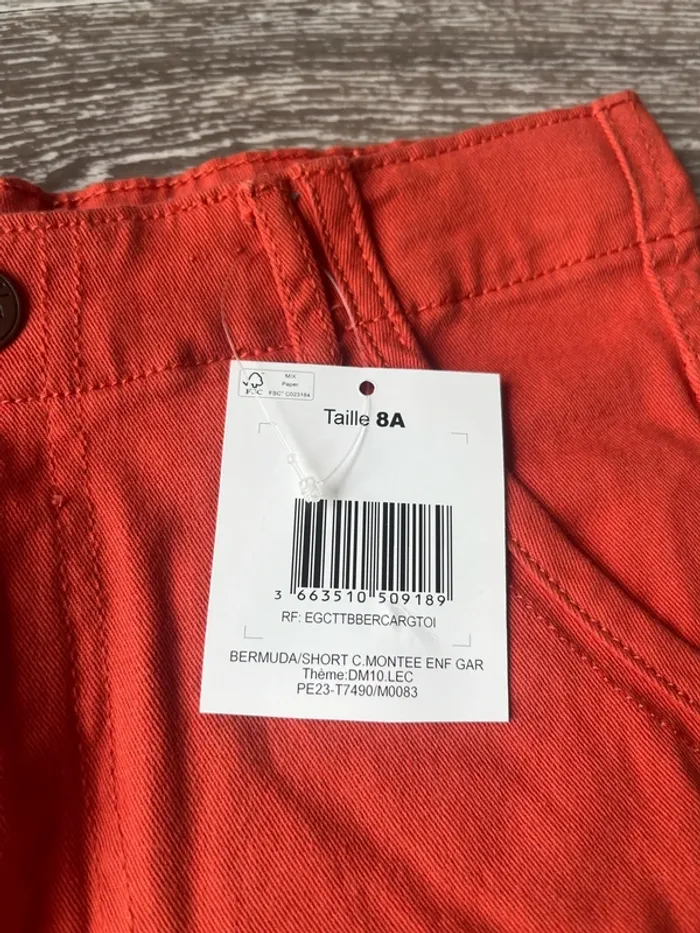 MIX
Paper
FSC
FSC® C023184
Taille 8A
3 663510 509189
RF: EGCTTBBERCARGTOI
BERMUDA/SHORT C.MONTEE ENF GAR
Thème:DM10.LEC
PE23-T7490/M0083